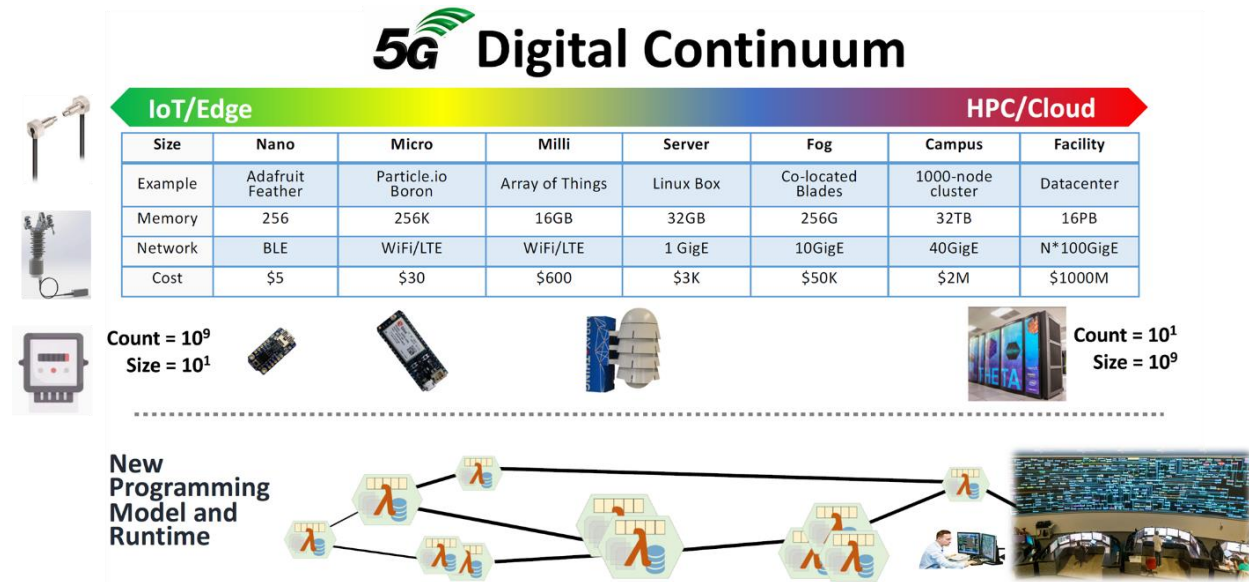 5G Digital Continuum
IoT/Edge HPC/Cloud
Size Nano Micro Milli Server Fog Campus Facility
Example Adafruit Feather Particle.io Boron Array of Things Linux Box Co-located Blades 1000-node cluster Datacenter
Memory 256 256K 16GB 32GB 256G 32TB 16PB
Network BLE WiFi/LTE WiFi/LTE 1 GigE 10GigE 40GigE N*100GigE
Cost $5 $30 $600 $3K $50K $2M $1000M
Count = 10⁹
Size = 10¹
THETA
Count = 10¹
Size = 10⁹
New
Programming
Model and
Runtime
λ
λ
λ
λ
λ
λ
λ
λ
λ
λ
λ